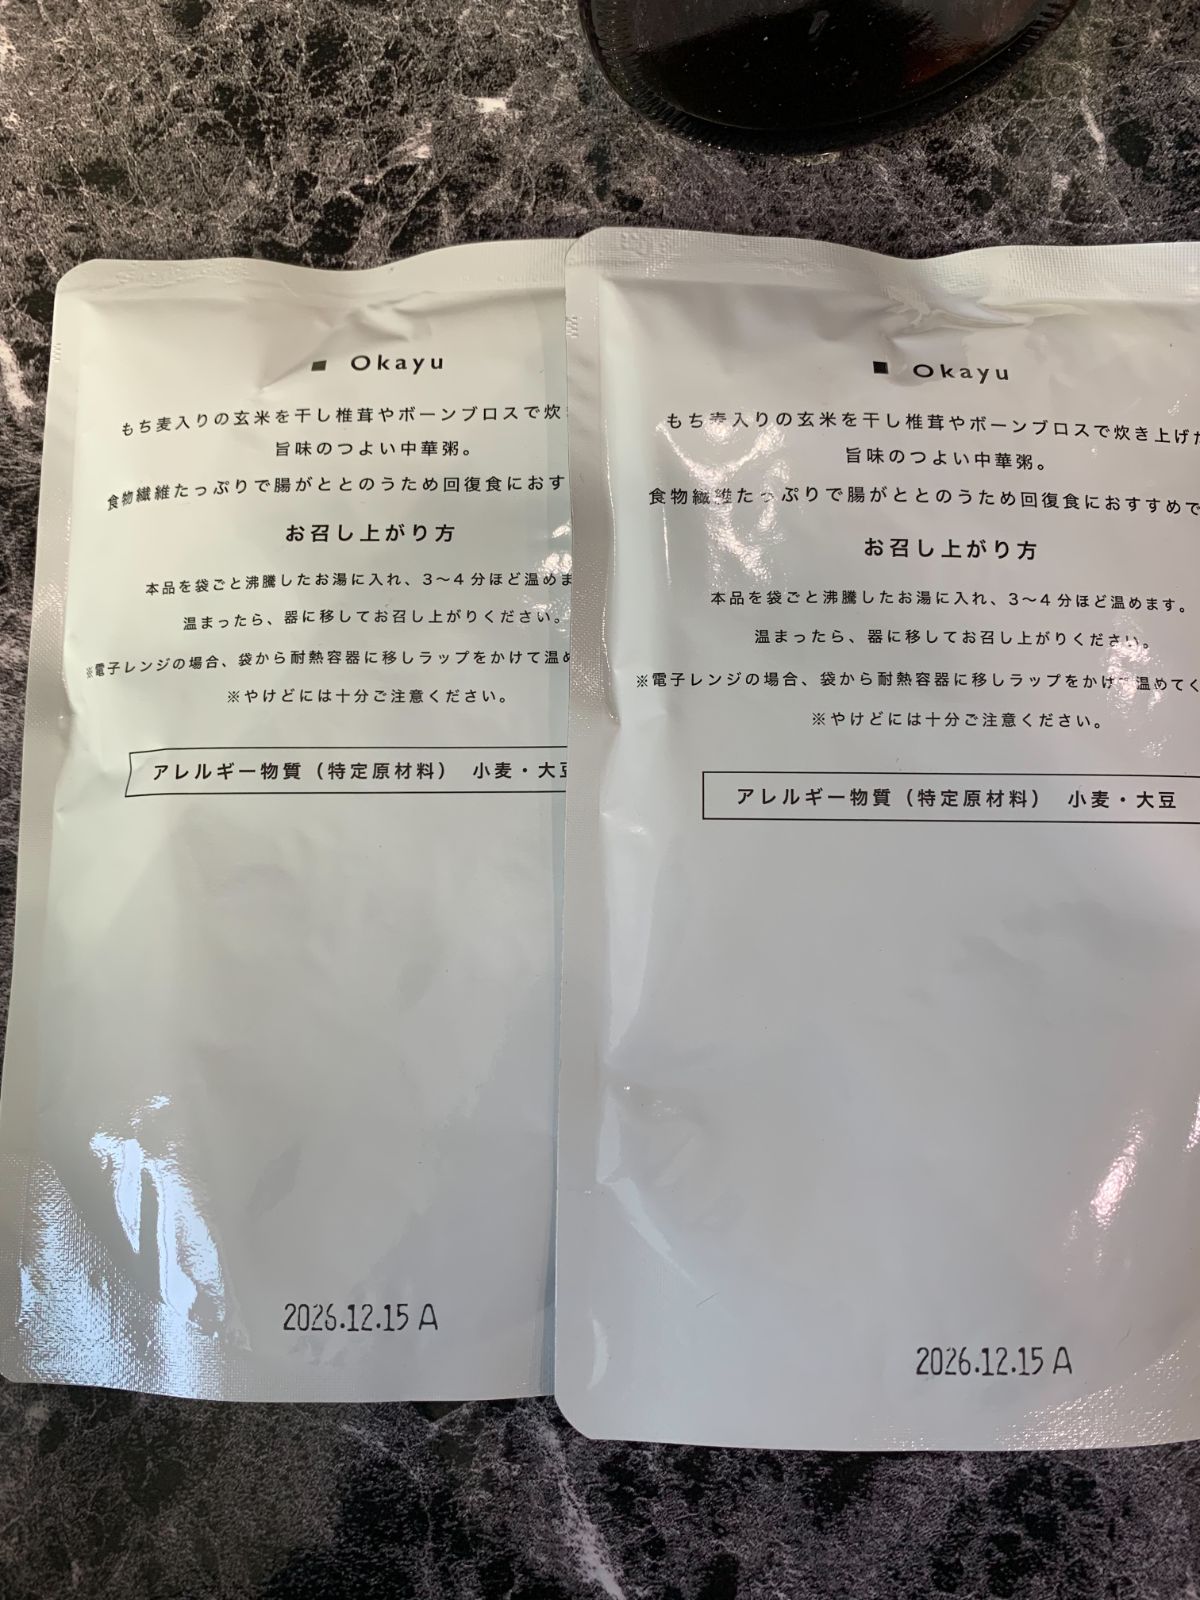 ■ Okayu
もち麦入りの玄米を干し椎茸やボーンブロスで炊
旨味のつよい中華粥。
食物繊維たっぷりで腸がととのうため回復食におす
お召し上がり方
本品を袋ごと沸騰したお湯に入れ、3〜4分ほど温めま
温まったら、器に移してお召し上がりください。
※電子レンジの場合、袋から耐熱容器に移しラップをかけて温め
※やけどには十分ご注意ください。
アレルギー物質（特定原材料） 小麦・大豆
2026.12.15 A
■ Okayu
もち麦入りの玄米を干し椎茸やボーンブロスで炊き上げた
旨味のつよい中華粥。
食物繊維たっぷりで腸がととのうため回復食におすすめで
お召し上がり方
本品を袋ごと沸騰したお湯に入れ、3〜4分ほど温めます。
温まったら、器に移してお召し上がりください。
※電子レンジの場合、袋から耐熱容器に移しラップをかけて温めてく
※やけどには十分ご注意ください。
アレルギー物質（特定原材料） 小麦・大豆
2026.12.15 A